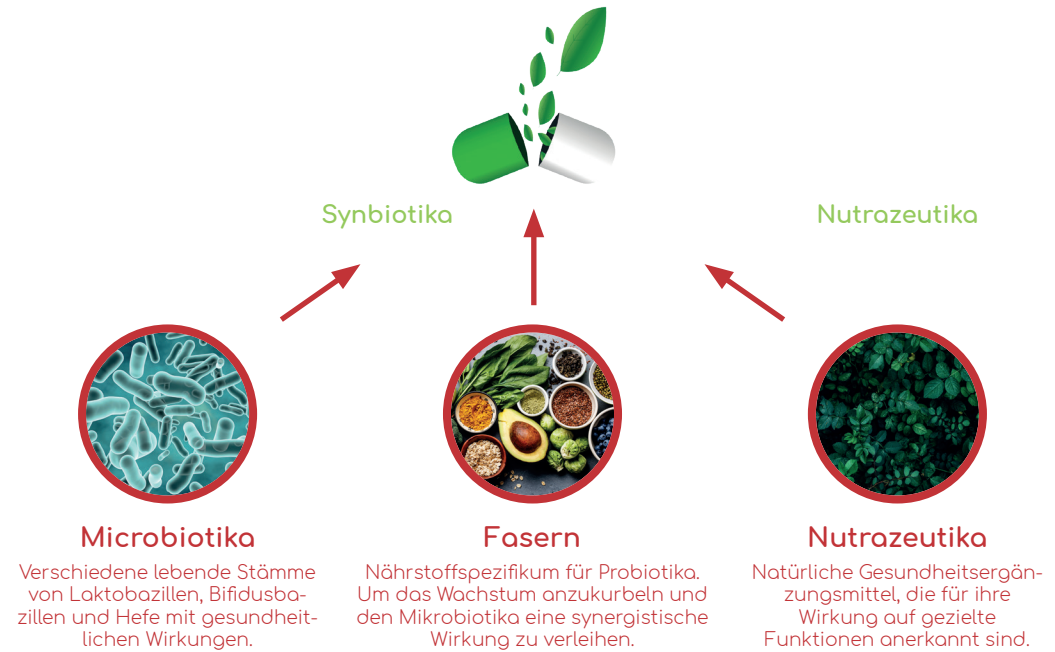 Synbiotika
Nutrazeutika
Microbiotika
Verschiedene lebende Stämme
von Laktobazillen, Bifidusba-
zillen und Hefe mit gesundheit-
lichen Wirkungen.
Fasern
Nährstoffspezifikum für Probiotika.
Um das Wachstum anzukurbeln und
den Mikrobiotika eine synergistische
Wirkung zu verleihen.
Nutrazeutika
Natürliche Gesundheitsergän-
zungsmittel, die für ihre
Wirkung auf gezielte
Funktionen anerkannt sind.